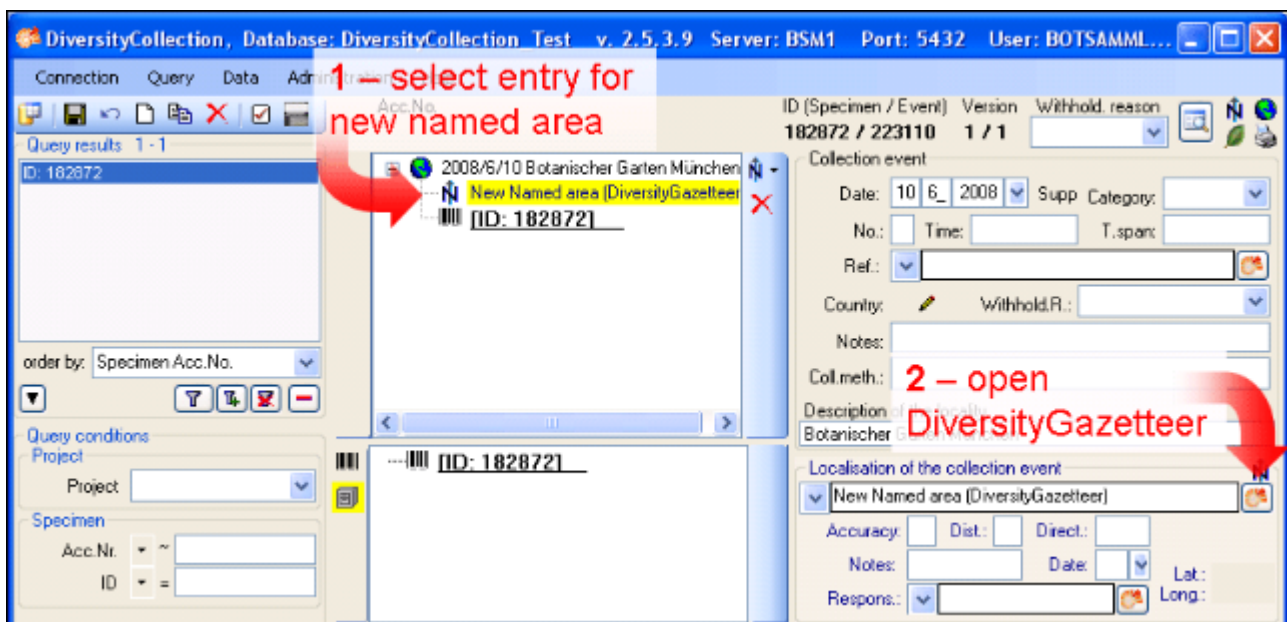 DiversityCollection, Database: DiversityCollection_Test v. 2.5.3.9 Server: BSM1 Port: 5432 User: BOTSAMML...
Connection Query Data
1 – select entry for
new named area
Acc.No.
ID (Specimen / Event) Version Withhold. reason
182872 / 223110 1 / 1
Query results 1 - 1
ID: 182872
2008/6/10 Botanischer Garten München
New Named area (DiversityGazetteer
[ID: 182872]
order by: Specimen Acc.No.
Query conditions
Project
Project
Specimen
Acc.Nr. ~
ID =
[ID: 182872]
Collection event
Date: 10 6_ 2008 Supp Category:
No.: Time: T.span:
Ref.:
Country: Withhold.R.:
Notes:
Coll.meth.:
2 – open
DiversityGazetteer
Description
Botanischer
Localisation of the collection event
New Named area (DiversityGazetteer)
Accuracy: Dist.: Direct.:
Notes: Date:
Lat.:
Respons.: Long.: